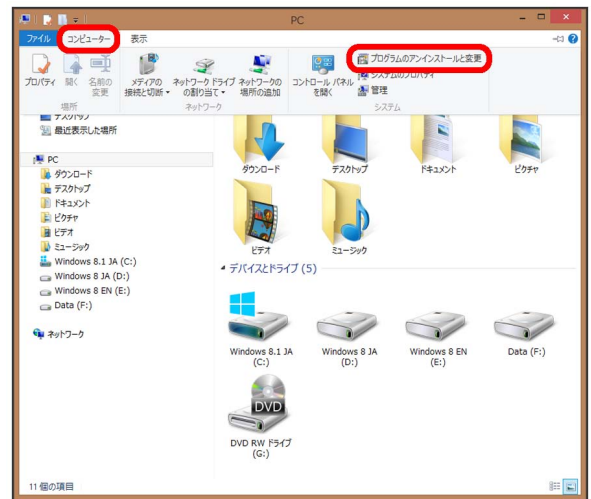 PC
ファイル コンピューター 表示
プロパティ 開く 名前の変更 メディアの接続と切断 ネットワーク ドライブの割り当て ネットワークの場所の追加 コントロール パネルを開く プログラムのアンインストールと変更
システムのプロパティ
管理
場所 ネットワーク システム
デスクトップ
最近表示した場所
PC
ダウンロード
デスクトップ
ドキュメント
ピクチャ
ビデオ
ミュージック
Windows 8.1 JA (C:)
Windows 8 JA (D:)
Windows 8 EN (E:)
Data (F:)
ネットワーク
ダウンロード デスクトップ ドキュメント ピクチャ
ビデオ ミュージック
デバイスとドライブ (5)
Windows 8.1 JA (C:) Windows 8 JA (D:) Windows 8 EN (E:) Data (F:)
DVD
DVD RW ドライブ (G:)
11 個の項目